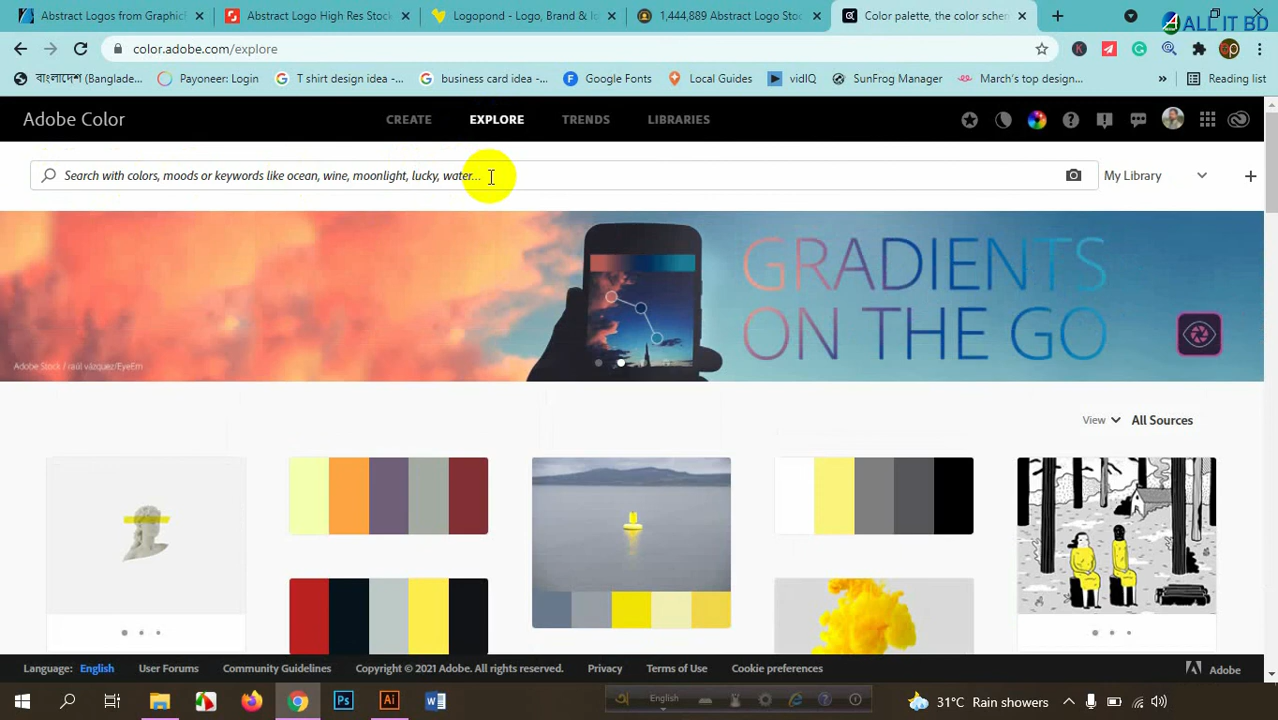 Abstract Logos from Graphic
Abstract Logo High Res Stock
Logopond - Logo, Brand & I
1,444,889 Abstract Logo Stoc
Color palette, the color schem
ALL IT BD
color.adobe.com/explore
বাংলাদেশ (Banglade...
Payoneer: Login
T shirt design idea -...
business card idea -...
Google Fonts
Local Guides
vidIQ
SunFrog Manager
March's top design...
»
Reading list
Adobe Color
CREATE
EXPLORE
TRENDS
LIBRARIES
Search with colors, moods or keywords like ocean, wine, moonlight, lucky, water...
My Library
GRADIENTS
ON THE GO
Adobe Stock / raúl vázquez/EyeEm
View
All Sources
Language: English
User Forums
Community Guidelines
Copyright © 2021 Adobe. All rights reserved.
Privacy
Terms of Use
Cookie preferences
Adobe
Ps
Ai
W
অ
English
31°C Rain showers